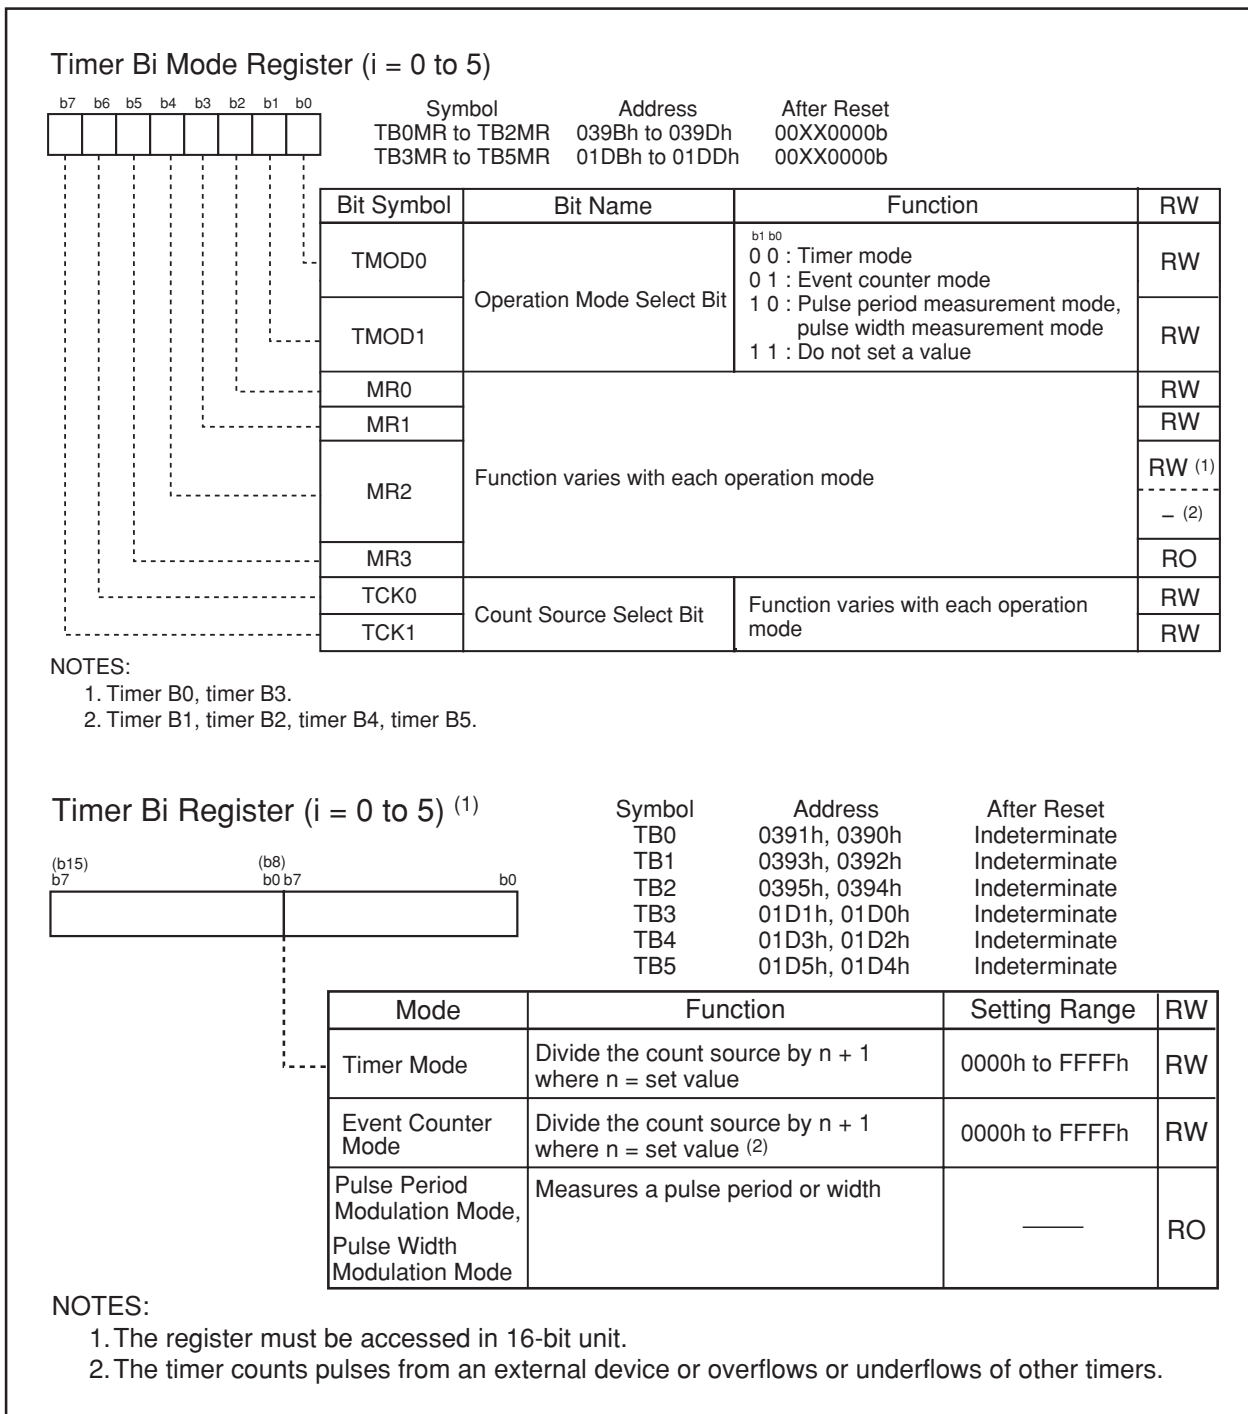 Timer Bi Mode Register (i = 0 to 5)
b7 b6 b5 b4 b3 b2 b1 b0
Symbol Address After Reset
TB0MR to TB2MR 039Bh to 039Dh 00XX0000b
TB3MR to TB5MR 01DBh to 01DDh 00XX0000b
Bit Symbol Bit Name Function RW
TMOD0 Operation Mode Select Bit b1 b0
0 0 : Timer mode RW
0 1 : Event counter mode
TMOD1 1 0 : Pulse period measurement mode,
pulse width measurement mode RW
1 1 : Do not set a value
MR0 Function varies with each operation mode RW
MR1 RW
MR2 RW (1)
– (2)
MR3 RO
TCK0 Count Source Select Bit Function varies with each operation RW
TCK1 mode RW
NOTES:
1. Timer B0, timer B3.
2. Timer B1, timer B2, timer B4, timer B5.
Timer Bi Register (i = 0 to 5) (1)
Symbol Address After Reset
TB0 0391h, 0390h Indeterminate
TB1 0393h, 0392h Indeterminate
TB2 0395h, 0394h Indeterminate
TB3 01D1h, 01D0h Indeterminate
TB4 01D3h, 01D2h Indeterminate
TB5 01D5h, 01D4h Indeterminate
(b15) (b8)
b7 b0 b7 b0
Mode Function Setting Range RW
Timer Mode Divide the count source by n + 1
where n = set value 0000h to FFFFh RW
Event Counter
Mode Divide the count source by n + 1
where n = set value (2) 0000h to FFFFh RW
Pulse Period
Modulation Mode,
Pulse Width
Modulation Mode Measures a pulse period or width —— RO
NOTES:
1. The register must be accessed in 16-bit unit.
2. The timer counts pulses from an external device or overflows or underflows of other timers.